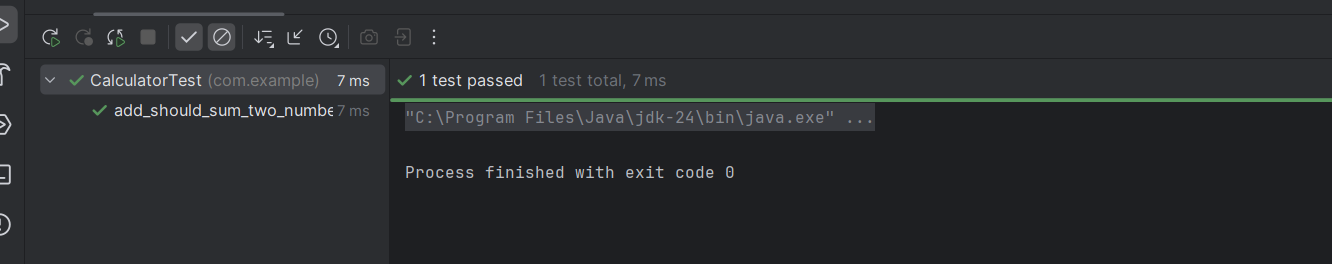 CalculatorTest (com.example) 7 ms
add_should_sum_two_numbe 7 ms
1 test passed 1 test total, 7 ms
"C:\Program Files\Java\jdk-24\bin\java.exe" ...
Process finished with exit code 0